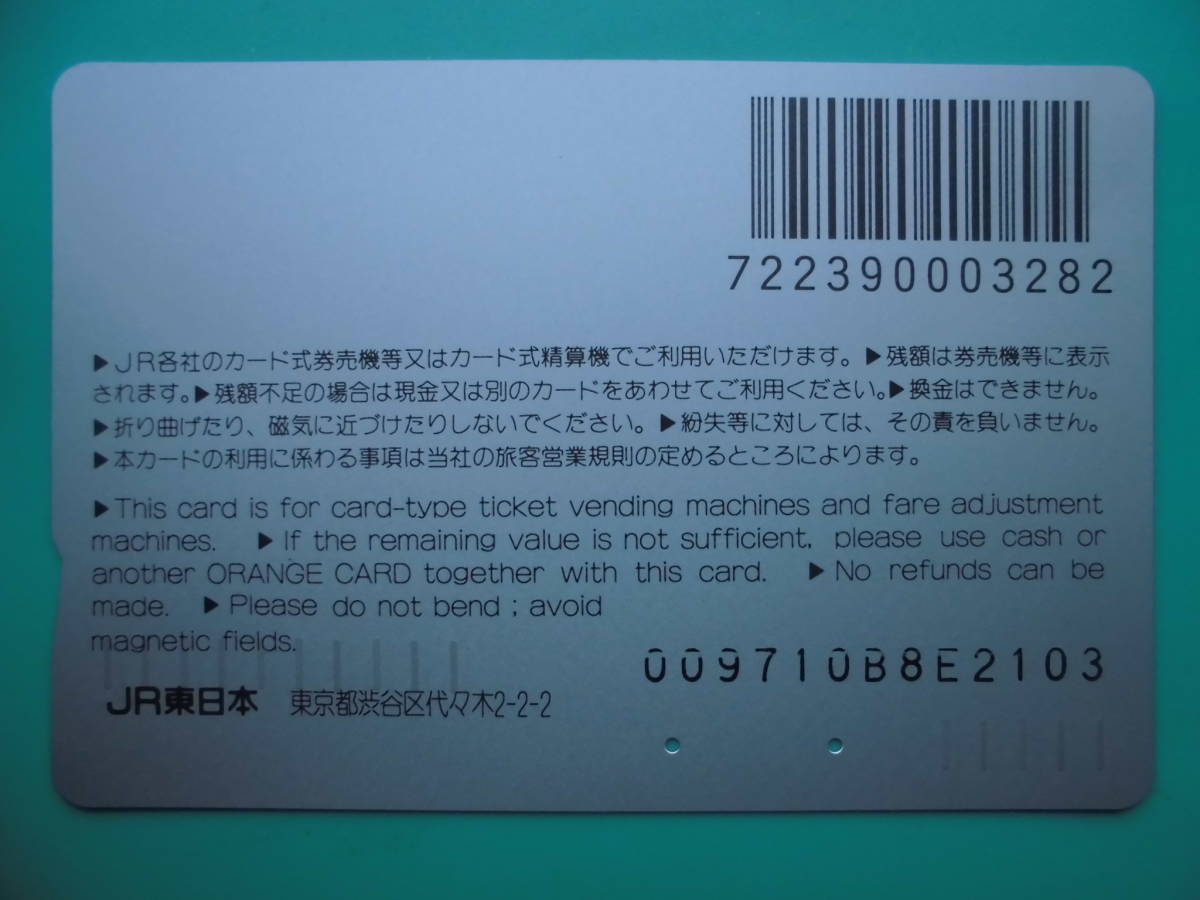 722390003282
▶JR各社のカード式券売機等又はカード式精算機でご利用いただけます。▶残額は券売機等に表示
されます。▶残額不足の場合は現金又は別のカードをあわせてご利用ください。▶換金はできません。
▶折り曲げたり、磁気に近づけたりしないでください。▶紛失等に対しては、その責を負いません。
▶本カードの利用に係わる事項は当社の旅客営業規則の定めるところによります。
▶This card is for card-type ticket vending machines and fare adjustment
machines. ▶If the remaining value is not sufficient, please use cash or
another ORANGE CARD together with this card. ▶No refunds can be
made. ▶Please do not bend; avoid
magnetic fields.
009710B8E2103
JR東日本 東京都渋谷区代々木2-2-2